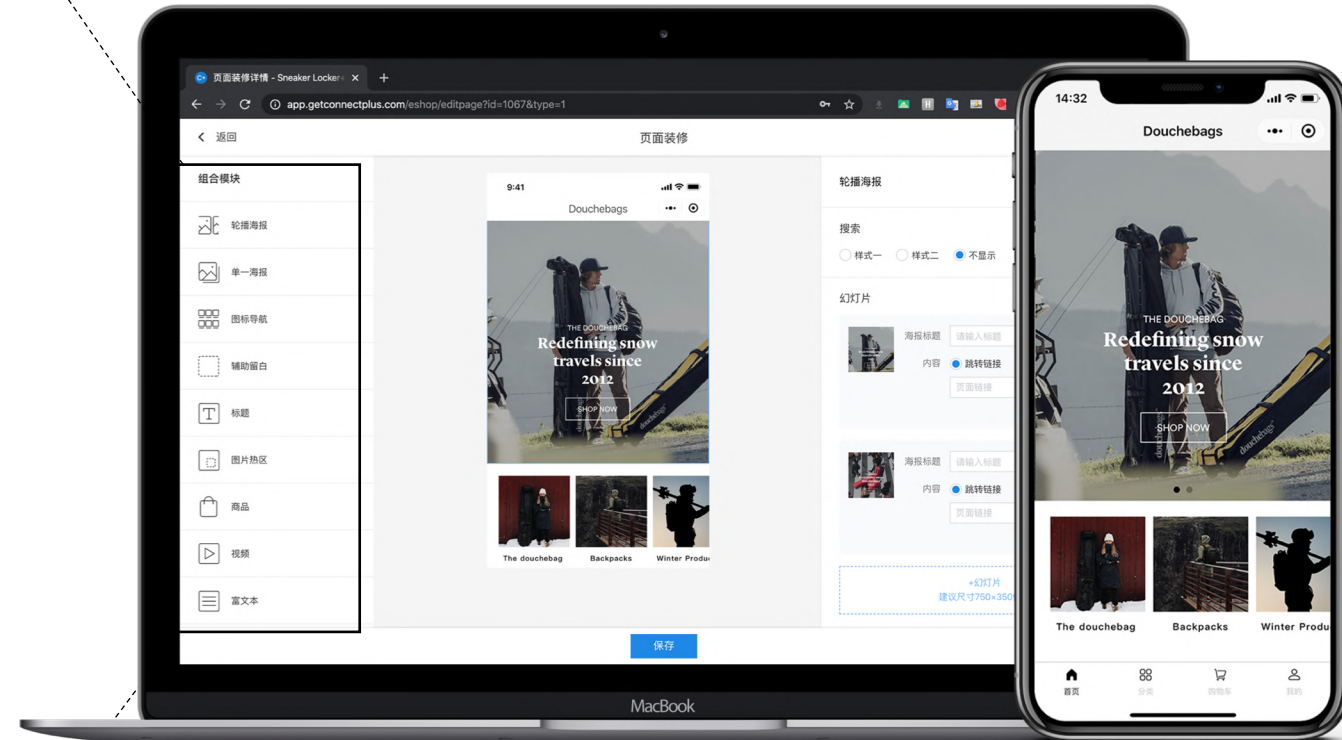 页面装修详情 - Sneaker Locker
app.getconnectplus.com/eshop/editpage?id=1067&type=1
返回
页面装修
组合模块
轮播海报
单一海报
图标导航
辅助留白
标题
图片热区
商品
视频
富文本
9:41
Douchebags
THE DOUCHEBAG
Redefining snow
travels since
2012
SHOP NOW
douchebags
The douchebag Backpacks Winter Produ
轮播海报
搜索
样式一 样式二 不显示
幻灯片
海报标题 请输入标题
内容 跳转链接
页面链接
海报标题 请输入标题
内容 跳转链接
页面链接
+幻灯片
建议尺寸750×350
保存
MacBook
14:32
Douchebags
THE DOUCHEBAG
Redefining snow
travels since
2012
SHOP NOW
douchebags
douchebags
The douchebag Backpacks Winter Produ
首页 分类 购物车 我的